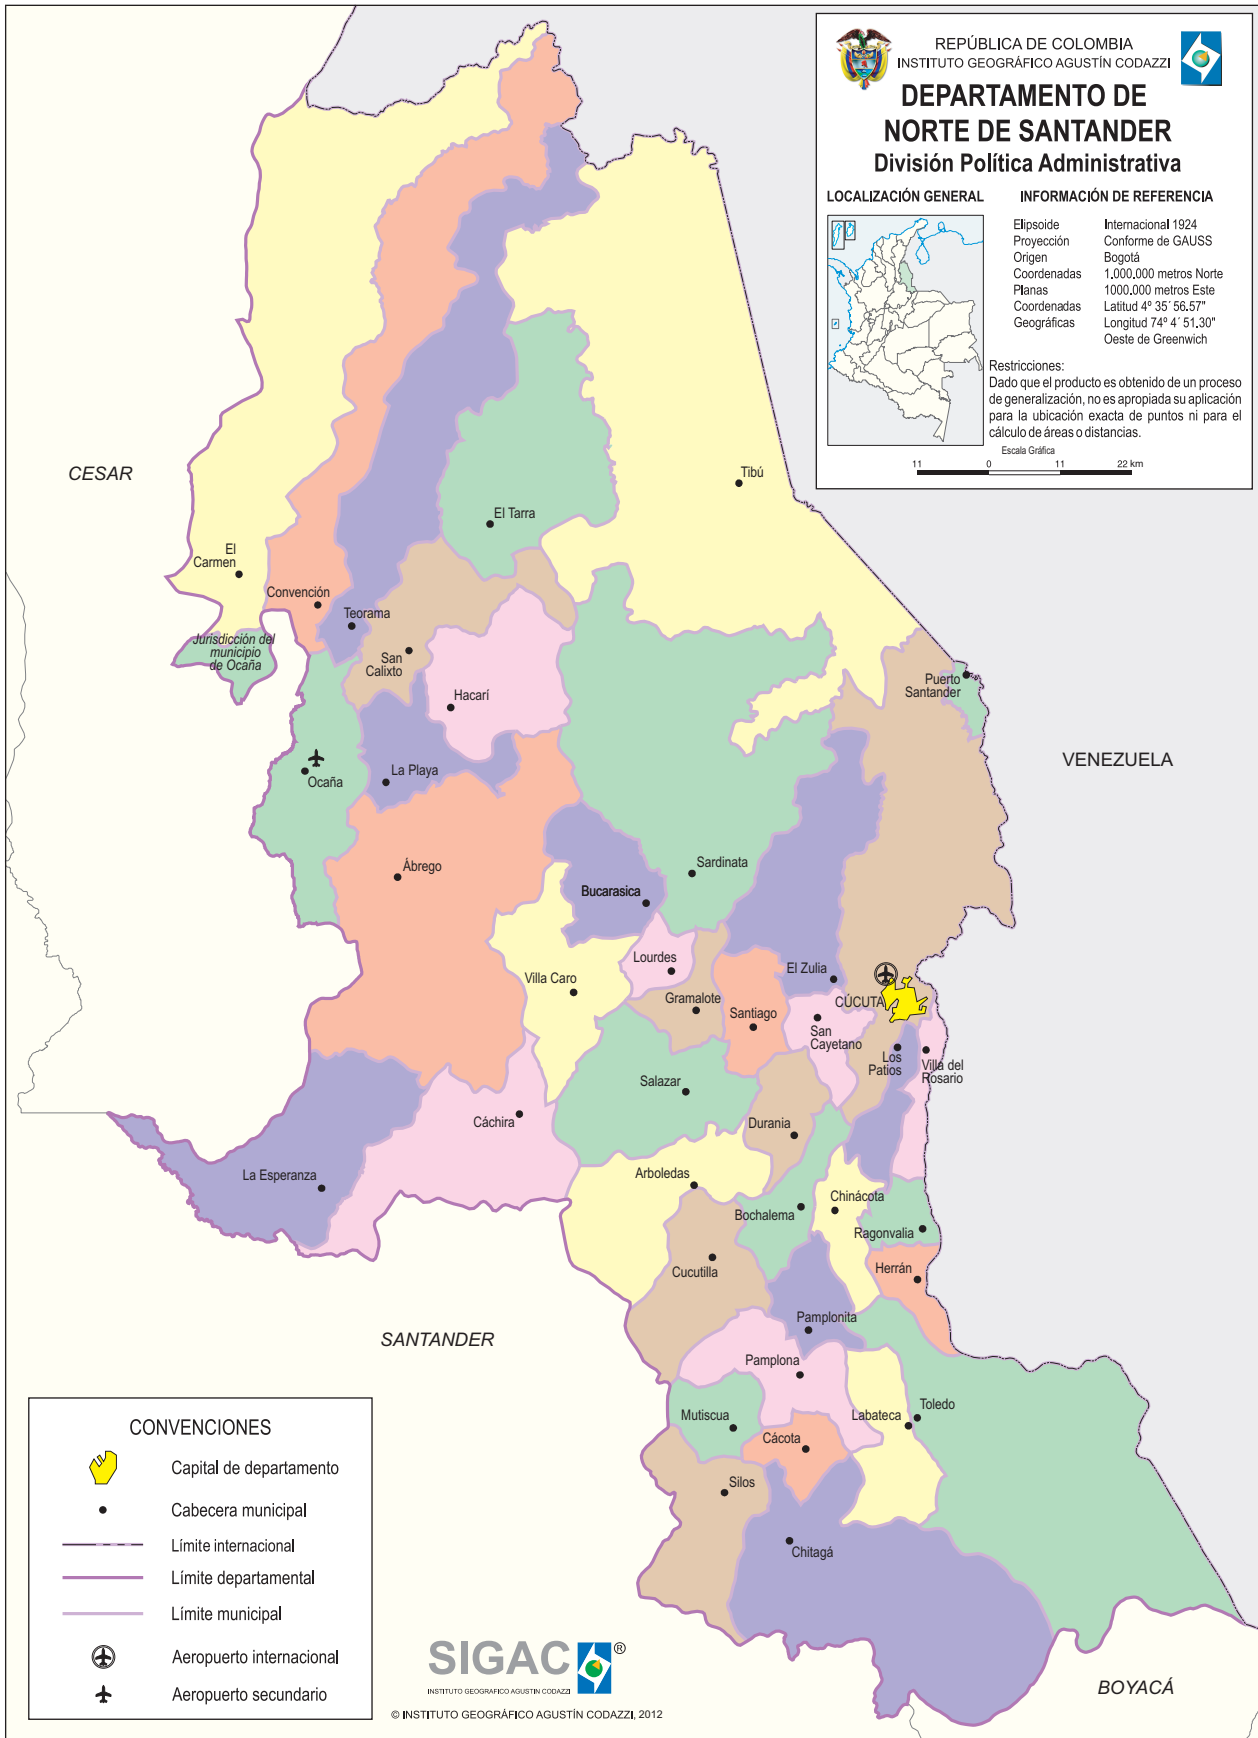 REPÚBLICA DE COLOMBIA
INSTITUTO GEOGRÁFICO AGUSTÍN CODAZZI
DEPARTAMENTO DE
NORTE DE SANTANDER
División Política Administrativa
LOCALIZACIÓN GENERAL
INFORMACIÓN DE REFERENCIA
Elipsoide Internacional 1924
Proyección Conforme de GAUSS
Origen Bogotá
Coordenadas 1.000.000 metros Norte
Planas 1000.000 metros Este
Coordenadas Latitud 4º 35´ 56.57"
Geográficas Longitud 74º 4´ 51.30"
Oeste de Greenwich
Restricciones:
Dado que el producto es obtenido de un proceso
de generalización, no es apropiada su aplicación
para la ubicación exacta de puntos ni para el
cálculo de áreas o distancias.
Escala Gráfica
11 0 11 22 km
CESAR
Tibú
El Tarra
El
Carmen
Convención
Teorama
Jurisdicción del
municipio
de Ocaña
San
Calixto
Hacarí
Puerto
Santander
VENEZUELA
Ocaña
La Playa
Ábrego
Sardinata
Bucarasica
Lourdes
El Zulia
Villa Caro
Gramalote
CÚCUTA
Santiago
San
Cayetano
Los
Patios
Villa del
Rosario
Salazar
Cáchira
Durania
La Esperanza
Arboledas
Chinácota
Bochalema
Ragonvalia
Cucutilla
Herrán
Pamplonita
SANTANDER
Pamplona
Toledo
Mutiscua
Labateca
Cácota
Silos
Chitagá
BOYACÁ
CONVENCIONES
Capital de departamento
Cabecera municipal
Límite internacional
Límite departamental
Límite municipal
Aeropuerto internacional
Aeropuerto secundario
SIGAC ®
INSTITUTO GEOGRAFICO AGUSTIN CODAZZI
© INSTITUTO GEOGRÁFICO AGUSTÍN CODAZZI, 2012